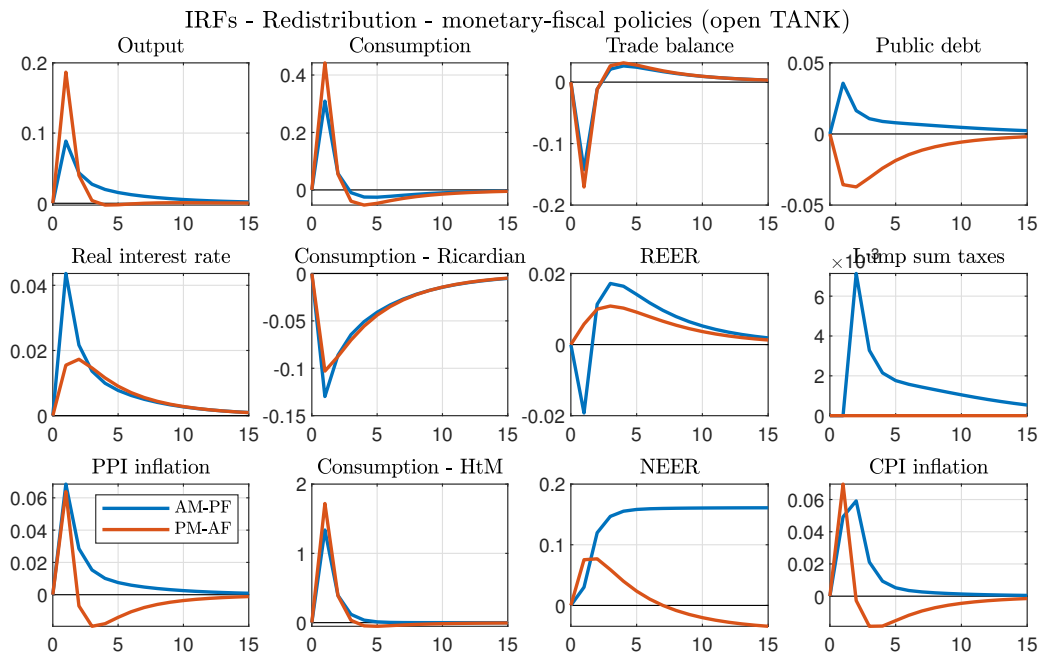 IRFs - Redistribution - monetary-fiscal policies (open TANK)
Output
Consumption
Trade balance
Public debt
0.2
0.1
0
0 5 10 15
0.4
0.2
0
0 5 10 15
0
-0.1
-0.2
0 5 10 15
0.05
0
-0.05
0 5 10 15
Real interest rate
Consumption - Ricardian
REER
Lump sum taxes
0.04
0.02
0
0 5 10 15
0
-0.05
-0.1
-0.15
0 5 10 15
0.02
0
-0.02
0 5 10 15
×10⁻³
6
4
2
0
0 5 10 15
PPI inflation
Consumption - HtM
NEER
CPI inflation
0.06
0.04
0.02
0
0 5 10 15
AM-PF
PM-AF
2
1
0
0 5 10 15
0.2
0.1
0
0 5 10 15
0.06
0.04
0.02
0
0 5 10 15